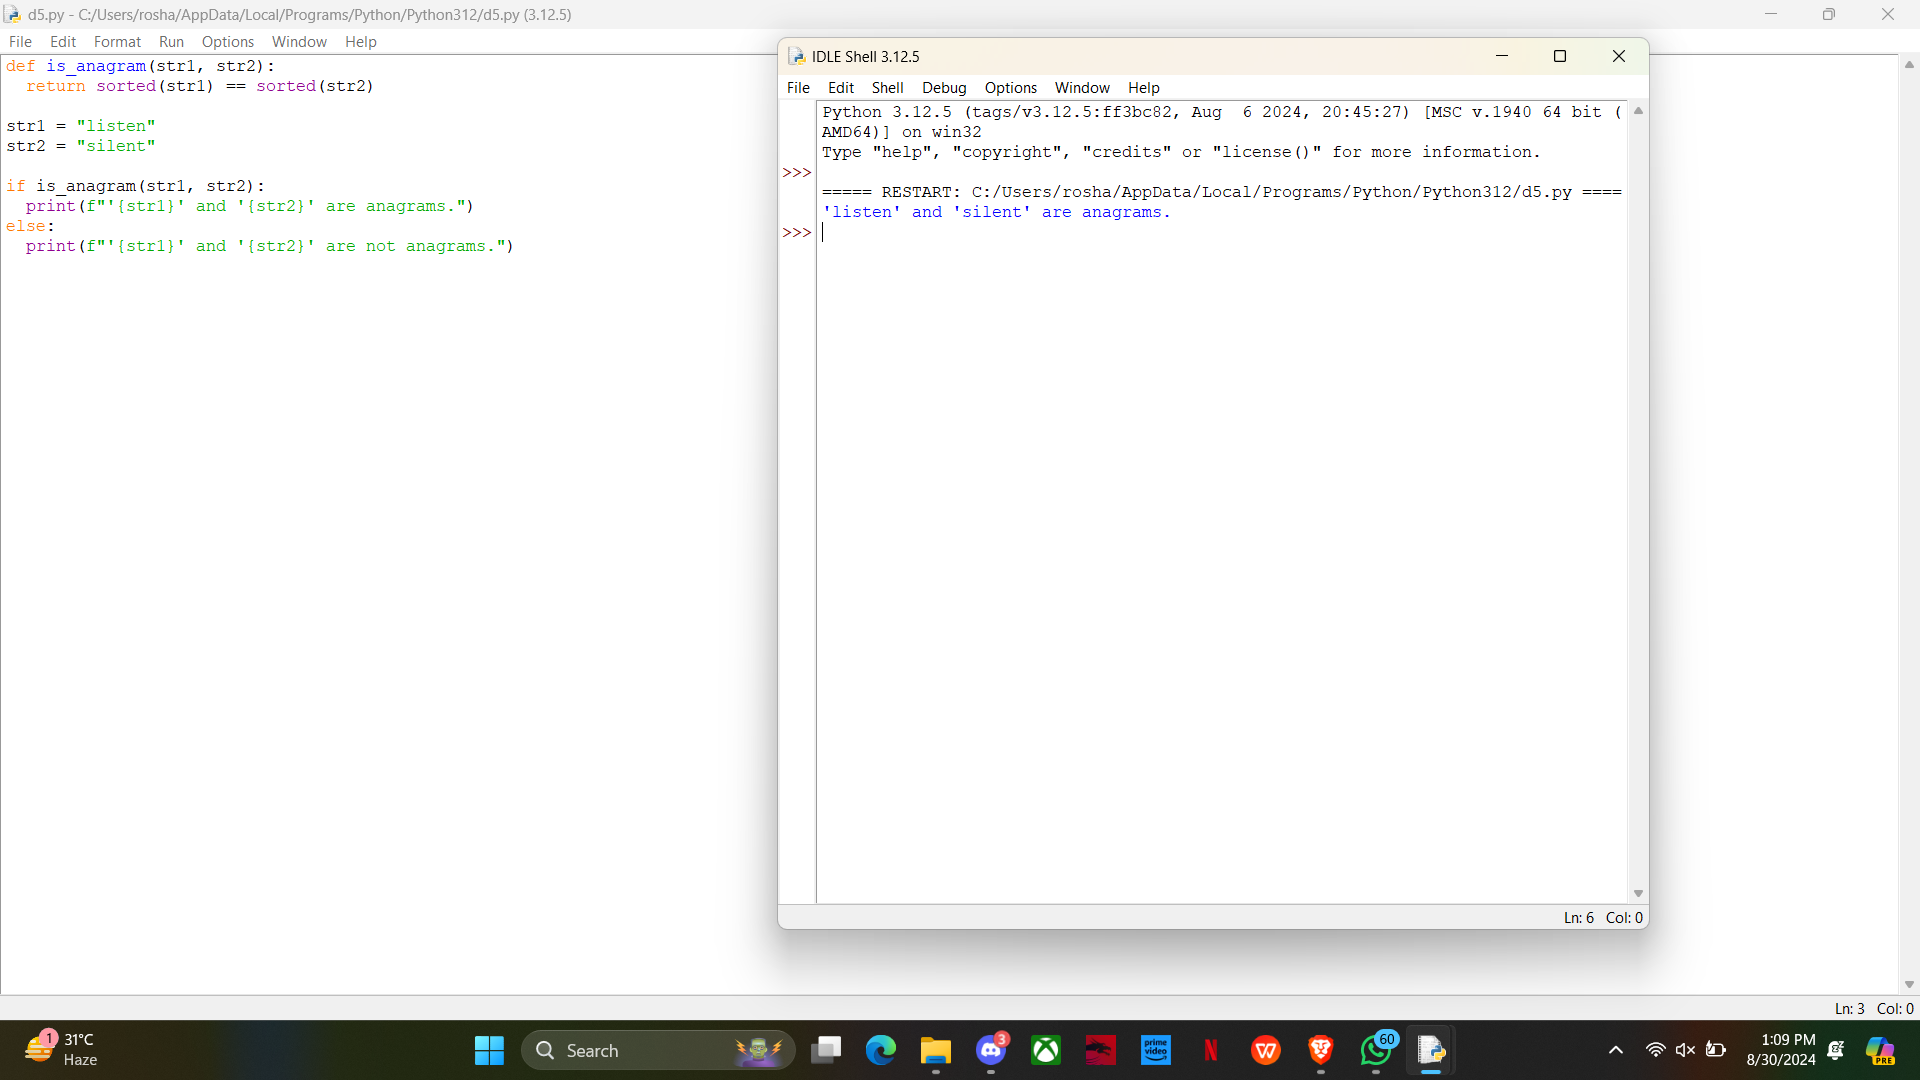 d5.py - C:/Users/rosha/AppData/Local/Programs/Python/Python312/d5.py (3.12.5)
File Edit Format Run Options Window Help
def is_anagram(str1, str2):
  return sorted(str1) == sorted(str2)
str1 = "listen"
str2 = "silent"
if is_anagram(str1, str2):
  print(f"'{str1}' and '{str2}' are anagrams.")
else:
  print(f"'{str1}' and '{str2}' are not anagrams.")
IDLE Shell 3.12.5
File Edit Shell Debug Options Window Help
Python 3.12.5 (tags/v3.12.5:ff3bc82, Aug  6 2024, 20:45:27) [MSC v.1940 64 bit (
AMD64)] on win32
Type "help", "copyright", "credits" or "license()" for more information.
>>>
===== RESTART: C:/Users/rosha/AppData/Local/Programs/Python/Python312/d5.py ====
'listen' and 'silent' are anagrams.
>>>
Ln: 6 Col: 0
Ln: 3 Col: 0
1
31°C
Haze
Search
3
prime video
N
W
60
1:09 PM
8/30/2024
PRE